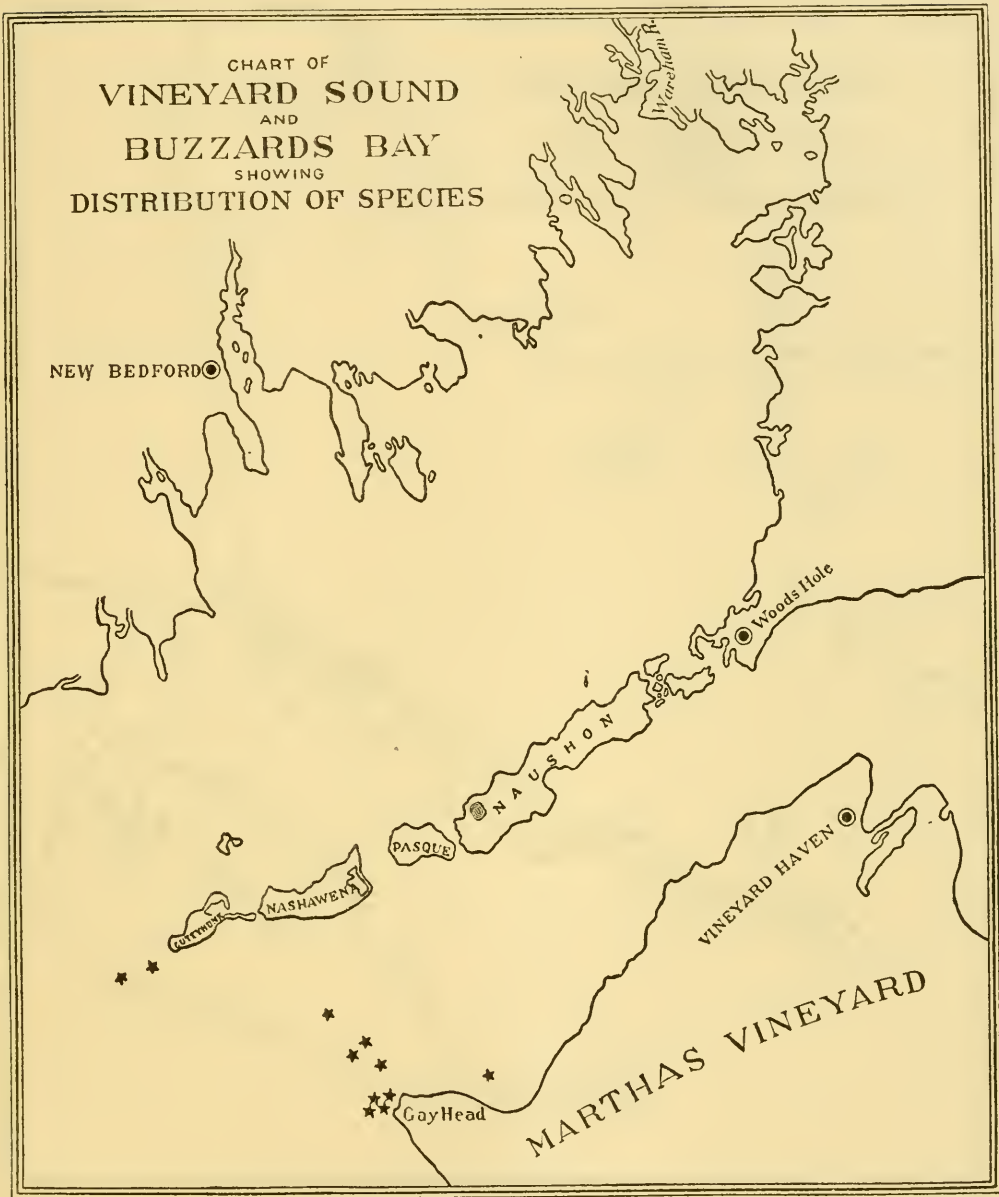 CHART OF
VINEYARD SOUND
AND
BUZZARDS BAY
SHOWING
DISTRIBUTION OF SPECIES
Wareham R.
NEW BEDFORD
Woods Hole
NAUSHON
PASQUE
NASHAWENA
CUTTYHUNK
VINEYARD HAVEN
MARTHAS VINEYARD
Gay Head